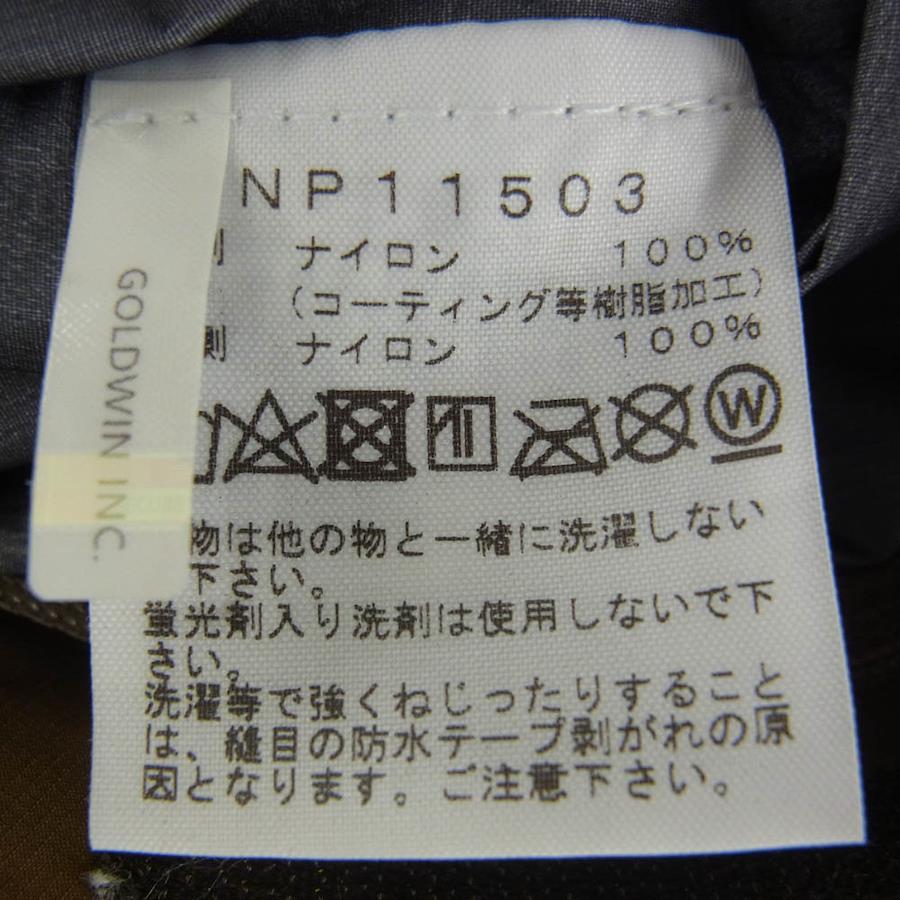 NP11503
ナイロン 100%
(コーティング等樹脂加工)
側 ナイロン 100%
W
物は他の物と一緒に洗濯しない
下さい。
蛍光剤入り洗剤は使用しないで下
さい。
洗濯等で強くねじったりすること
は、縫目の防水テープ剥がれの原
因となります。ご注意下さい。
GOLDWIN INC.